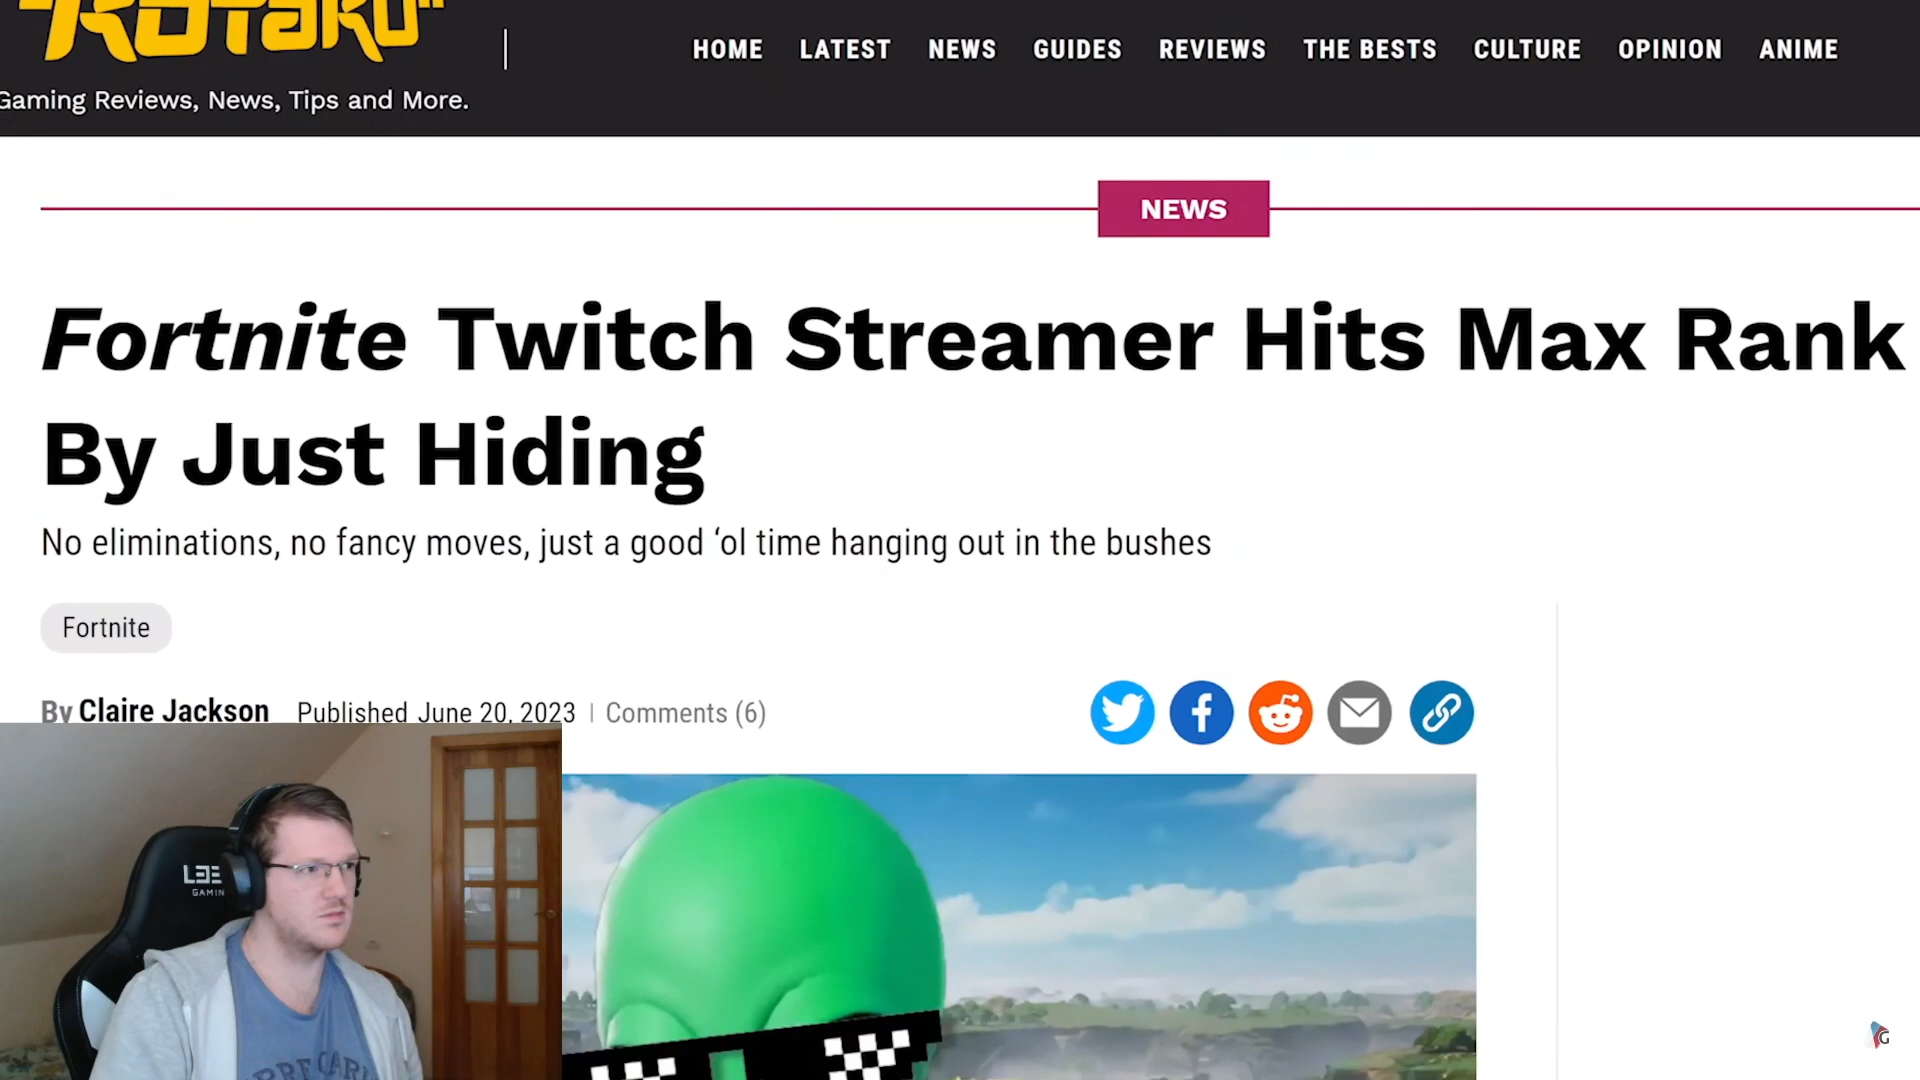 KOTAKU
HOME LATEST NEWS GUIDES REVIEWS THE BESTS CULTURE OPINION ANIME
Gaming Reviews, News, Tips and More.
NEWS
Fortnite Twitch Streamer Hits Max Rank
By Just Hiding
No eliminations, no fancy moves, just a good ‘ol time hanging out in the bushes
Fortnite
By Claire Jackson Published June 20, 2023 | Comments (6)
GAMIN
G